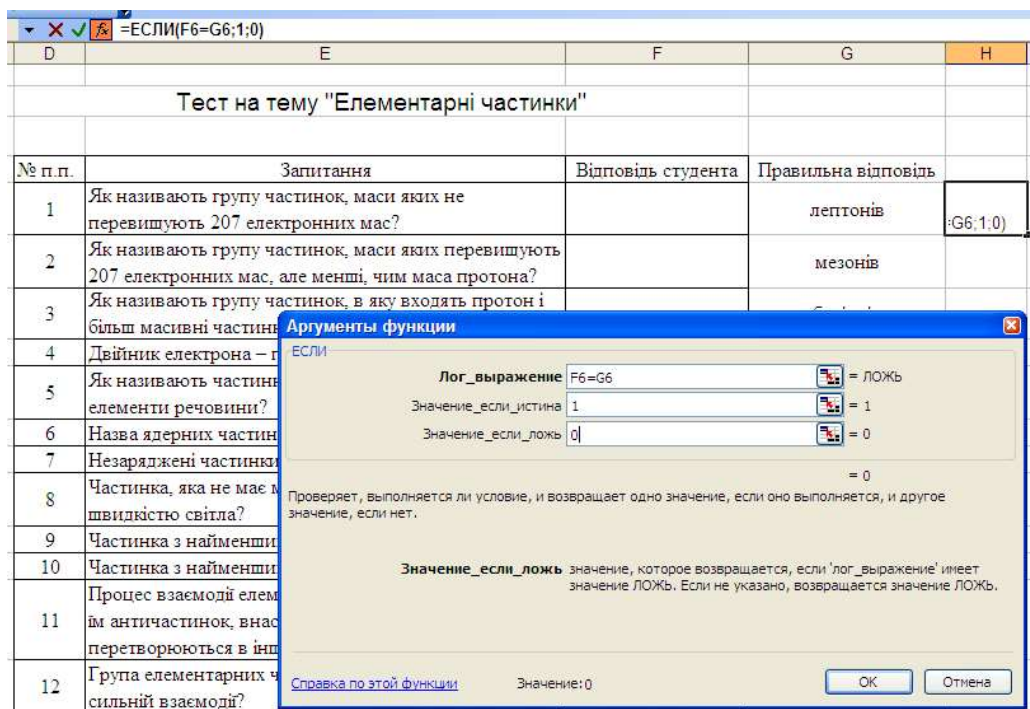 =ЕСЛИ(F6=G6;1;0)
D E F G H
Тест на тему "Елементарні частинки"
№ п.п. Запитання Відповідь студента Правильна відповідь
1 Як називають групу частинок, маси яких не
перевищують 207 електронних мас?
лептонів
=G6;1;0)
2 Як називають групу частинок, маси яких перевищують
207 електронних мас, але менші, чим маса протона?
мезонів
3 Як називають групу частинок, в яку входять протон і
більш масивні частинк
4 Двійник електрона –
5 Як називають частинк
елементи речовини?
6 Назва ядерних частин
7 Незаряджені частинки
8 Частинка, яка не має м
швидкістю світла?
9 Частинка з найменши
10 Частинка з найменши
11 Процес взаємодії елем
їм античастинок, внас
перетворюються в інш
12 Група елементарних ч
сильній взаємодії?
Аргументы функции
ЕСЛИ
Лог_выражение F6=G6 = ЛОЖЬ
Значение_если_истина 1 = 1
Значение_если_ложь 0 = 0
= 0
Проверяет, выполняется ли условие, и возвращает одно значение, если оно выполняется, и другое
значение, если нет.
Значение_если_ложь значение, которое возвращается, если 'лог_выражение' имеет
значение ЛОЖЬ. Если не указано, возвращается значение ЛОЖЬ.
Справка по этой функции Значение:0 OK Отмена